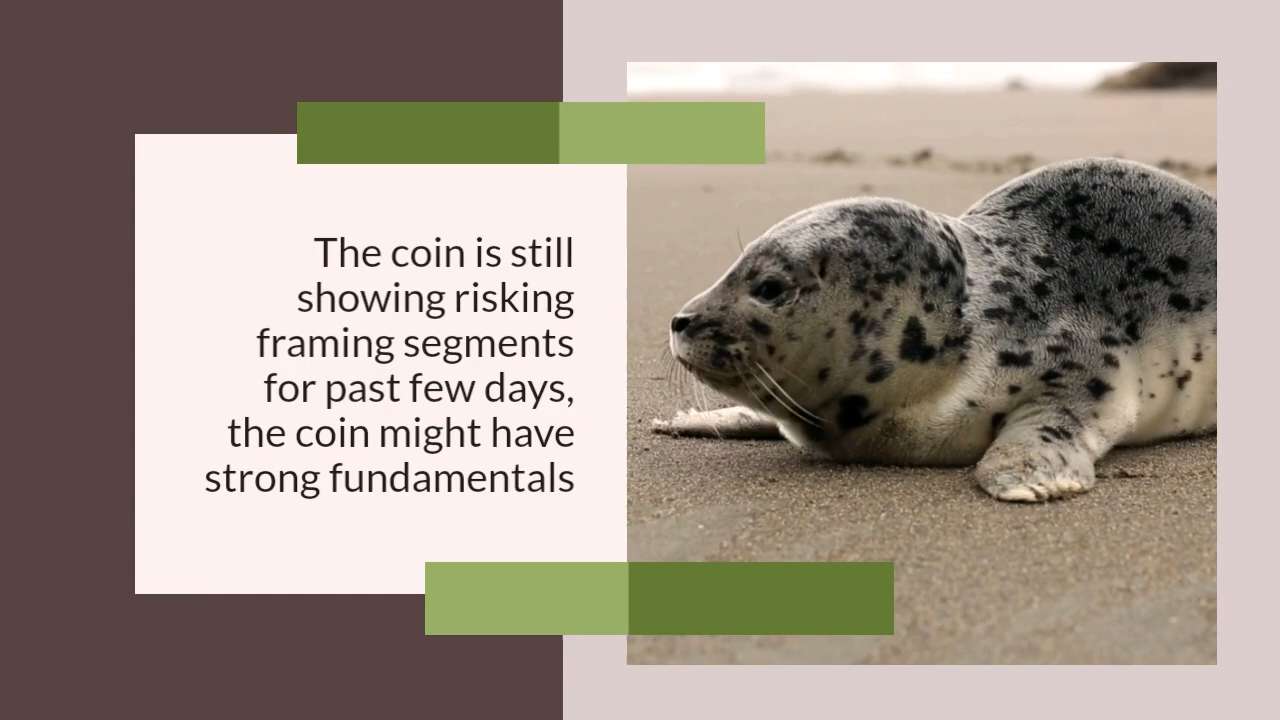 The coin is still
showing risking
framing segments
for past few days,
the coin might have
strong fundamentals